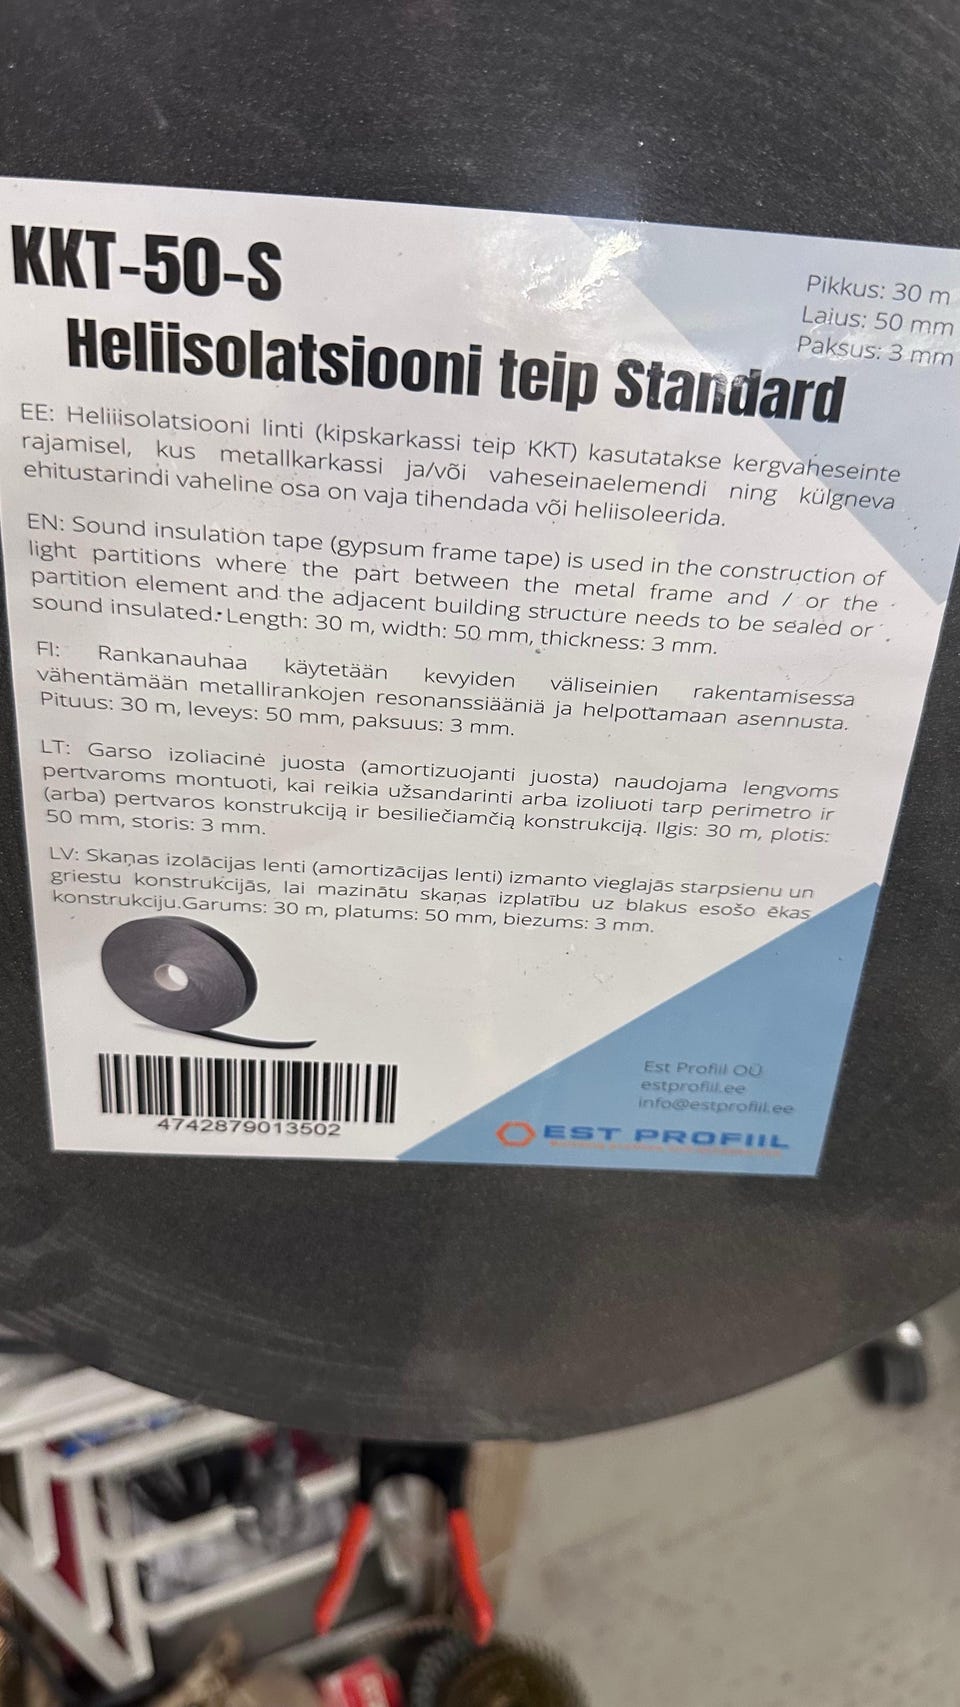 KKT-50-S
Heliisolatsiooni teip Standard
Pikkus: 30 m
Laius: 50 mm
Paksus: 3 mm
EE: Heliiisolatsiooni linti (kipskarkassi teip KKT) kasutatakse kergvaheseinte
rajamisel, kus metallkarkassi ja/või vaheseinaelemendi ning külgneva
ehitustarindi vaheline osa on vaja tihendada või heliisoleerida.
EN: Sound insulation tape (gypsum frame tape) is used in the construction of
light partitions where the part between the metal frame and / or the
partition element and the adjacent building structure needs to be sealed or
sound insulated. Length: 30 m, width: 50 mm, thickness: 3 mm.
FI: Rankanauhaa käytetään kevyiden väliseinien rakentamisessa
vähentämään metallirankojen resonanssiääniä ja helpottamaan asennusta.
Pituus: 30 m, leveys: 50 mm, paksuus: 3 mm.
LT: Garso izoliacinė juosta (amortizuojanti juosta) naudojama lengvoms
pertvaroms montuoti, kai reikia užsandarinti arba izoliuoti tarp perimetro ir
(arba) pertvaros konstrukciją ir besiliečiamčią konstrukciją. Ilgis: 30 m, plotis:
50 mm, storis: 3 mm.
LV: Skaņas izolācijas lenti (amortizācijas lenti) izmanto vieglajās starpsienu un
griestu konstrukcijās, lai mazinātu skaņas izplatību uz blakus esošo ēkas
konstrukciju.Garums: 30 m, platums: 50 mm, biezums: 3 mm.
4742879013502
Est Profiil OÜ
estprofiil.ee
info@estprofiil.ee
EST PROFIIL